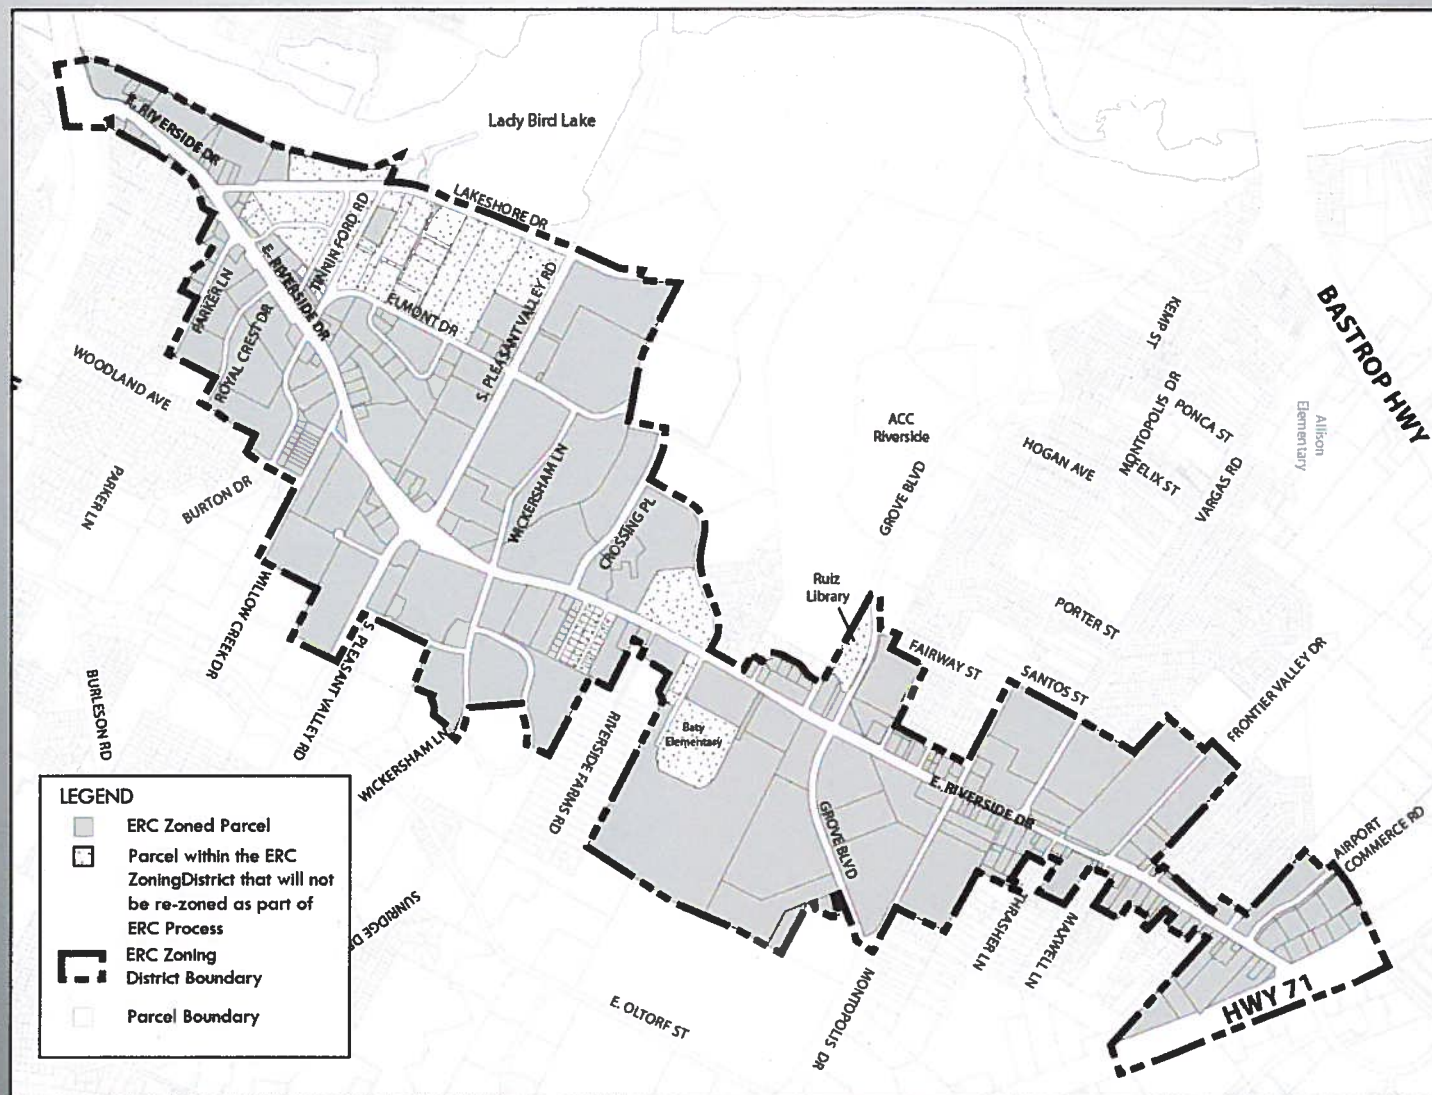 Lady Bird Lake
E. RIVERSIDE DR
LAKESHORE DR
TINNIN FORD RD
E. RIVERSIDE DR
PARKER LN
ELMONT DR
S. PLEASANT VALLEY RD
ROYAL CREST DR
WOODLAND AVE
KEMP ST
BASTROP HWY
MONTOPOLIS DR
PONCA ST
ACC
Riverside
Allison
Elementary
HOGAN AVE
FELIX ST
VARGAS RD
PARKER LN
BURTON DR
WICKERSHAM LN
GROVE BLVD
CROSSING PL
Ruiz
Library
PORTER ST
WILLOW CREEK DR
S. PLEASANT VALLEY RD
FAIRWAY ST
SANTOS ST
FRONTIER VALLEY DR
BURLESON RD
WICKERSHAM LN
RIVERSIDE FARMS RD
Baty
Elementary
E. RIVERSIDE DR
GROVE BLVD
AIRPORT
COMMERCE RD
LEGEND
ERC Zoned Parcel
Parcel within the ERC
ZoningDistrict that will not
be re-zoned as part of
ERC Process
ERC Zoning
District Boundary
Parcel Boundary
SUNRIDGE DR
THRASHER LN
MAXWELL LN
E. OLTORF ST
MONTOPOLIS DR
HWY 71